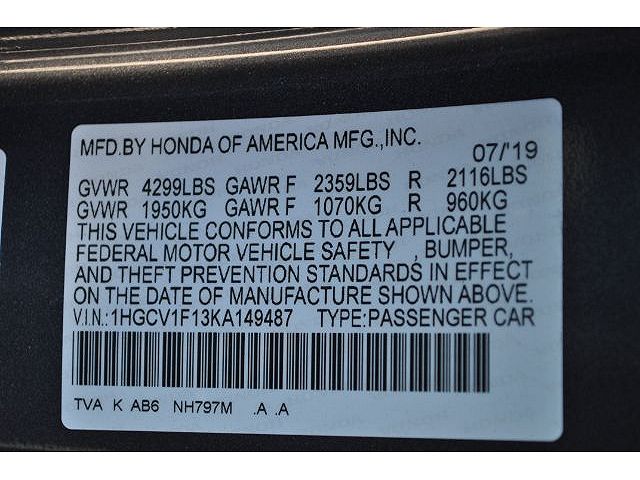 MFD.BY HONDA OF AMERICA MFG.,INC.
07/'19
GVWR 4299LBS GAWR F 2359LBS R 2116LBS
GVWR 1950KG GAWR F 1070KG R 960KG
THIS VEHICLE CONFORMS TO ALL APPLICABLE
FEDERAL MOTOR VEHICLE SAFETY , BUMPER,
AND THEFT PREVENTION STANDARDS IN EFFECT
ON THE DATE OF MANUFACTURE SHOWN ABOVE.
V.I.N.:1HGCV1F13KA149487 TYPE:PASSENGER CAR
TVA K AB6 NH797M .A .A